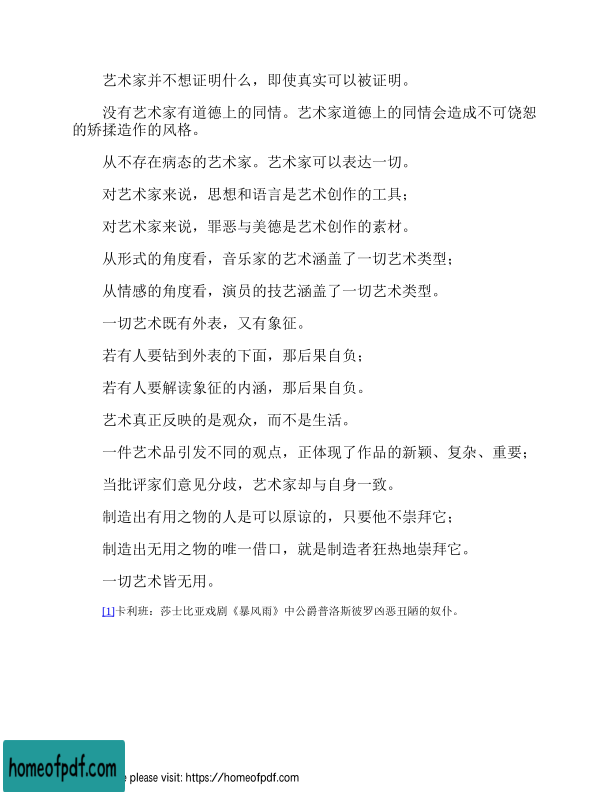 艺术家并不想证明什么，即使真实可以被证明。
没有艺术家有道德上的同情。艺术家道德上的同情会造成不可饶恕
的矫揉造作的风格。
从不存在病态的艺术家。艺术家可以表达一切。
对艺术家来说，思想和语言是艺术创作的工具；
对艺术家来说，罪恶与美德是艺术创作的素材。
从形式的角度看，音乐家的艺术涵盖了一切艺术类型；
从情感的角度看，演员的技艺涵盖了一切艺术类型。
一切艺术既有外表，又有象征。
若有人要钻到外表的下面，那后果自负；
若有人要解读象征的内涵，那后果自负。
艺术真正反映的是观众，而不是生活。
一件艺术品引发不同的观点，正体现了作品的新颖、复杂、重要；
当批评家们意见分歧，艺术家却与自身一致。
制造出有用之物的人是可以原谅的，只要他不崇拜它；
制造出无用之物的唯一借口，就是制造者狂热地崇拜它。
一切艺术皆无用。
[1]卡利班：莎士比亚戏剧《暴风雨》中公爵普洛斯彼罗凶恶丑陋的奴仆。
homeofpdf.com
please visit: https://homeofpdf.com